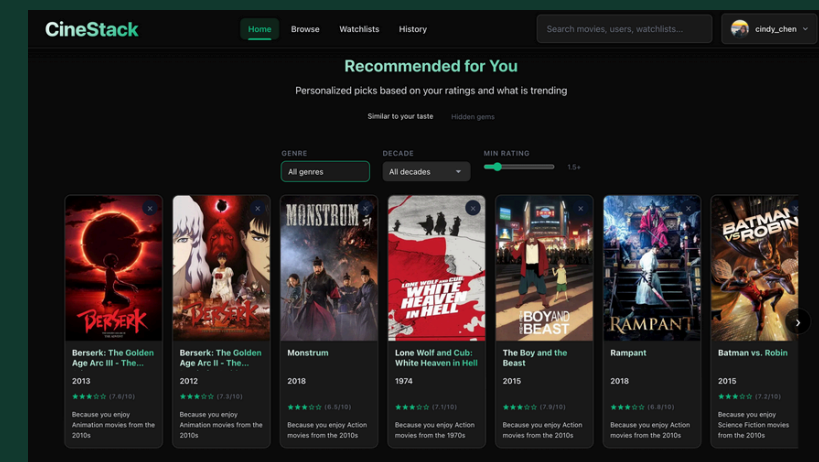 CineStack
Home Browse Watchlists History
Search movies, users, watchlists...
cindy_chen
Recommended for You
Personalized picks based on your ratings and what is trending
Similar to your taste Hidden gems
GENRE DECADE MIN RATING
All genres All decades 1.5+
BERSERK
BERSERK
MONSTRUM
LONE WOLF AND CUB:
WHITE
HEAVEN
IN HELL
THE BOY AND
THE BEAST
RAMPANT
BATMAN
VS ROBIN
Berserk: The Golden
Age Arc III - The...
2013
(7.6/10)
Because you enjoy
Animation movies from the
2010s
Berserk: The Golden
Age Arc II - The...
2012
(7.3/10)
Because you enjoy
Animation movies from the
2010s
Monstrum
2018
(6.5/10)
Because you enjoy Action
movies from the 2010s
Lone Wolf and Cub:
White Heaven in Hell
1974
(7.1/10)
Because you enjoy Action
movies from the 1970s
The Boy and the
Beast
2015
(7.9/10)
Because you enjoy Action
movies from the 2010s
Rampant
2018
(6.8/10)
Because you enjoy Action
movies from the 2010s
Batman vs. Robin
2015
(7.2/10)
Because you enjoy
Science Fiction movies
from the 2010s